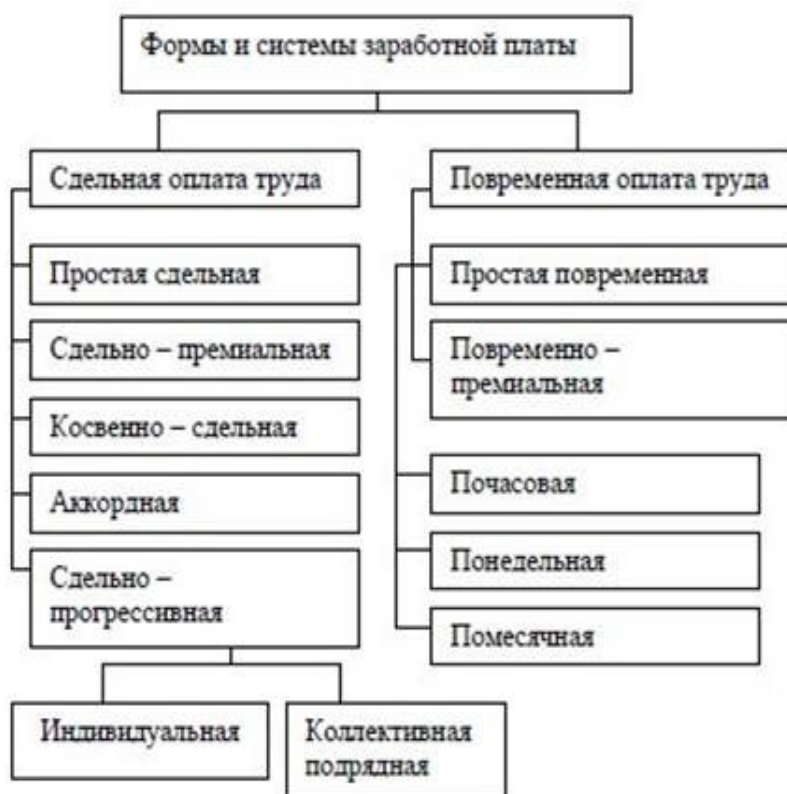 Формы и системы заработной платы
Сдельная оплата труда
Повременная оплата труда
Простая сдельная
Простая повременная
Сдельно – премиальная
Повременно –
премиальная
Косвенно – сдельная
Почасовая
Аккордная
Понедельная
Сдельно –
прогрессивная
Помесячная
Индивидуальная
Коллективная
подрядная